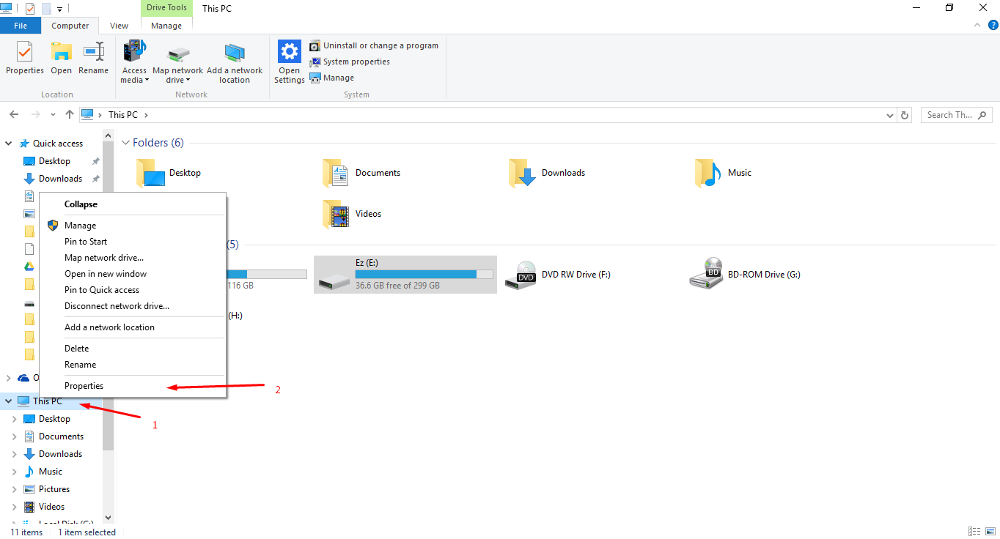 Drive Tools
This PC
File
Computer
View
Manage
?
Properties
Open
Rename
Access media
Map network drive
Add a network location
Open Settings
Uninstall or change a program
System properties
Manage
Location
Network
System
This PC
Search Th...
Quick access
Desktop
Downloads
Folders (6)
Desktop
Documents
Downloads
Music
Videos
Collapse
Manage
Pin to Start
Map network drive...
Open in new window
Pin to Quick access
Disconnect network drive...
Add a network location
Delete
Rename
Properties
(5)
116 GB
Ez (E:)
36.6 GB free of 299 GB
DVD
DVD RW Drive (F:)
BD
BD-ROM Drive (G:)
(H:)
2
1
O
This PC
Desktop
Documents
Downloads
Music
Pictures
Videos
Local Disk (C:)
11 items
1 item selected